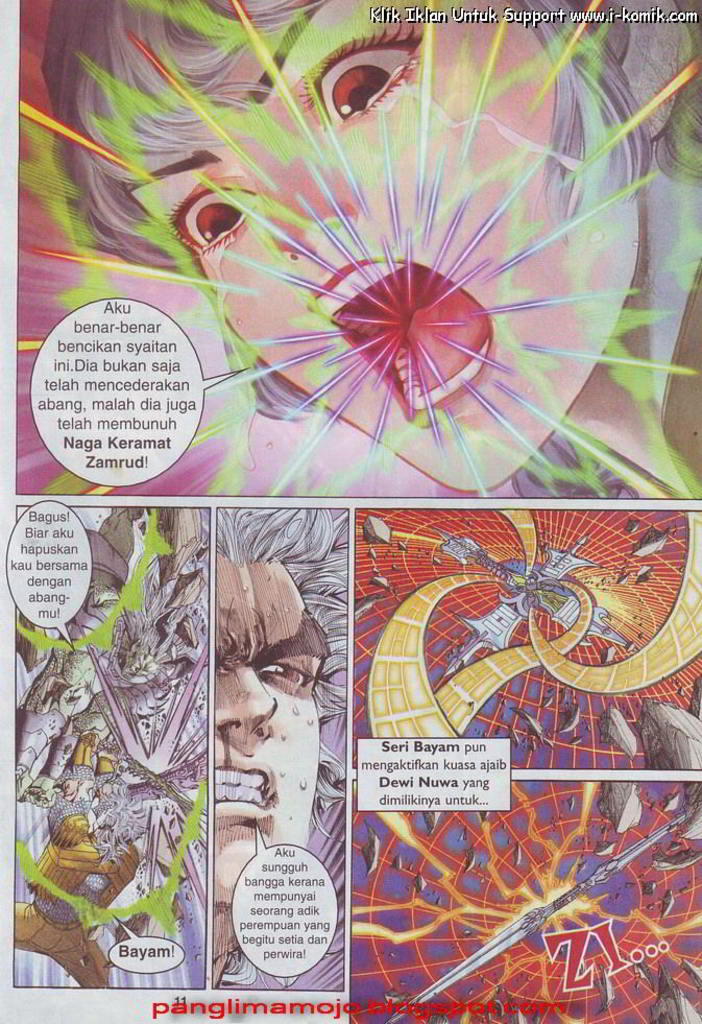 Klik Iklan Untuk Support www.i-komik.com
Aku
benar-benar
bencikan syaitan
ini.Dia bukan saja
telah mencederakan
abang, malah dia juga
telah membunuh
Naga Keramat
Zamrud!
Bagus!
Biar aku
hapuskan
kau bersama
dengan
abang-
mu!
Bayam!
Aku
sungguh
bangga kerana
mempunyai
seorang adik
perempuan yang
begitu setia dan
perwira!
Seri Bayam pun
mengaktifkan kuasa ajaib
Dewi Nuwa yang
dimilikinya untuk...
ZI...
11
panglimamojo.blogspot.com